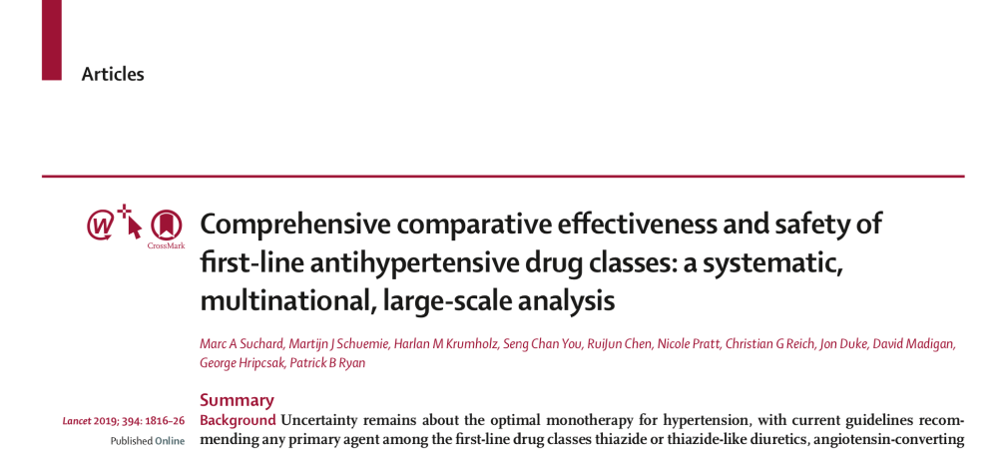 Articles
W
CrossMark
Comprehensive comparative effectiveness and safety of
first-line antihypertensive drug classes: a systematic,
multinational, large-scale analysis
Marc A Suchard, Martijn J Schuemie, Harlan M Krumholz, Seng Chan You, RuiJun Chen, Nicole Pratt, Christian G Reich, Jon Duke, David Madigan,
George Hripcsak, Patrick B Ryan
Summary
Lancet 2019; 394: 1816–26
Published Online
Background Uncertainty remains about the optimal monotherapy for hypertension, with current guidelines recom-
mending any primary agent among the first-line drug classes thiazide or thiazide-like diuretics, angiotensin-converting